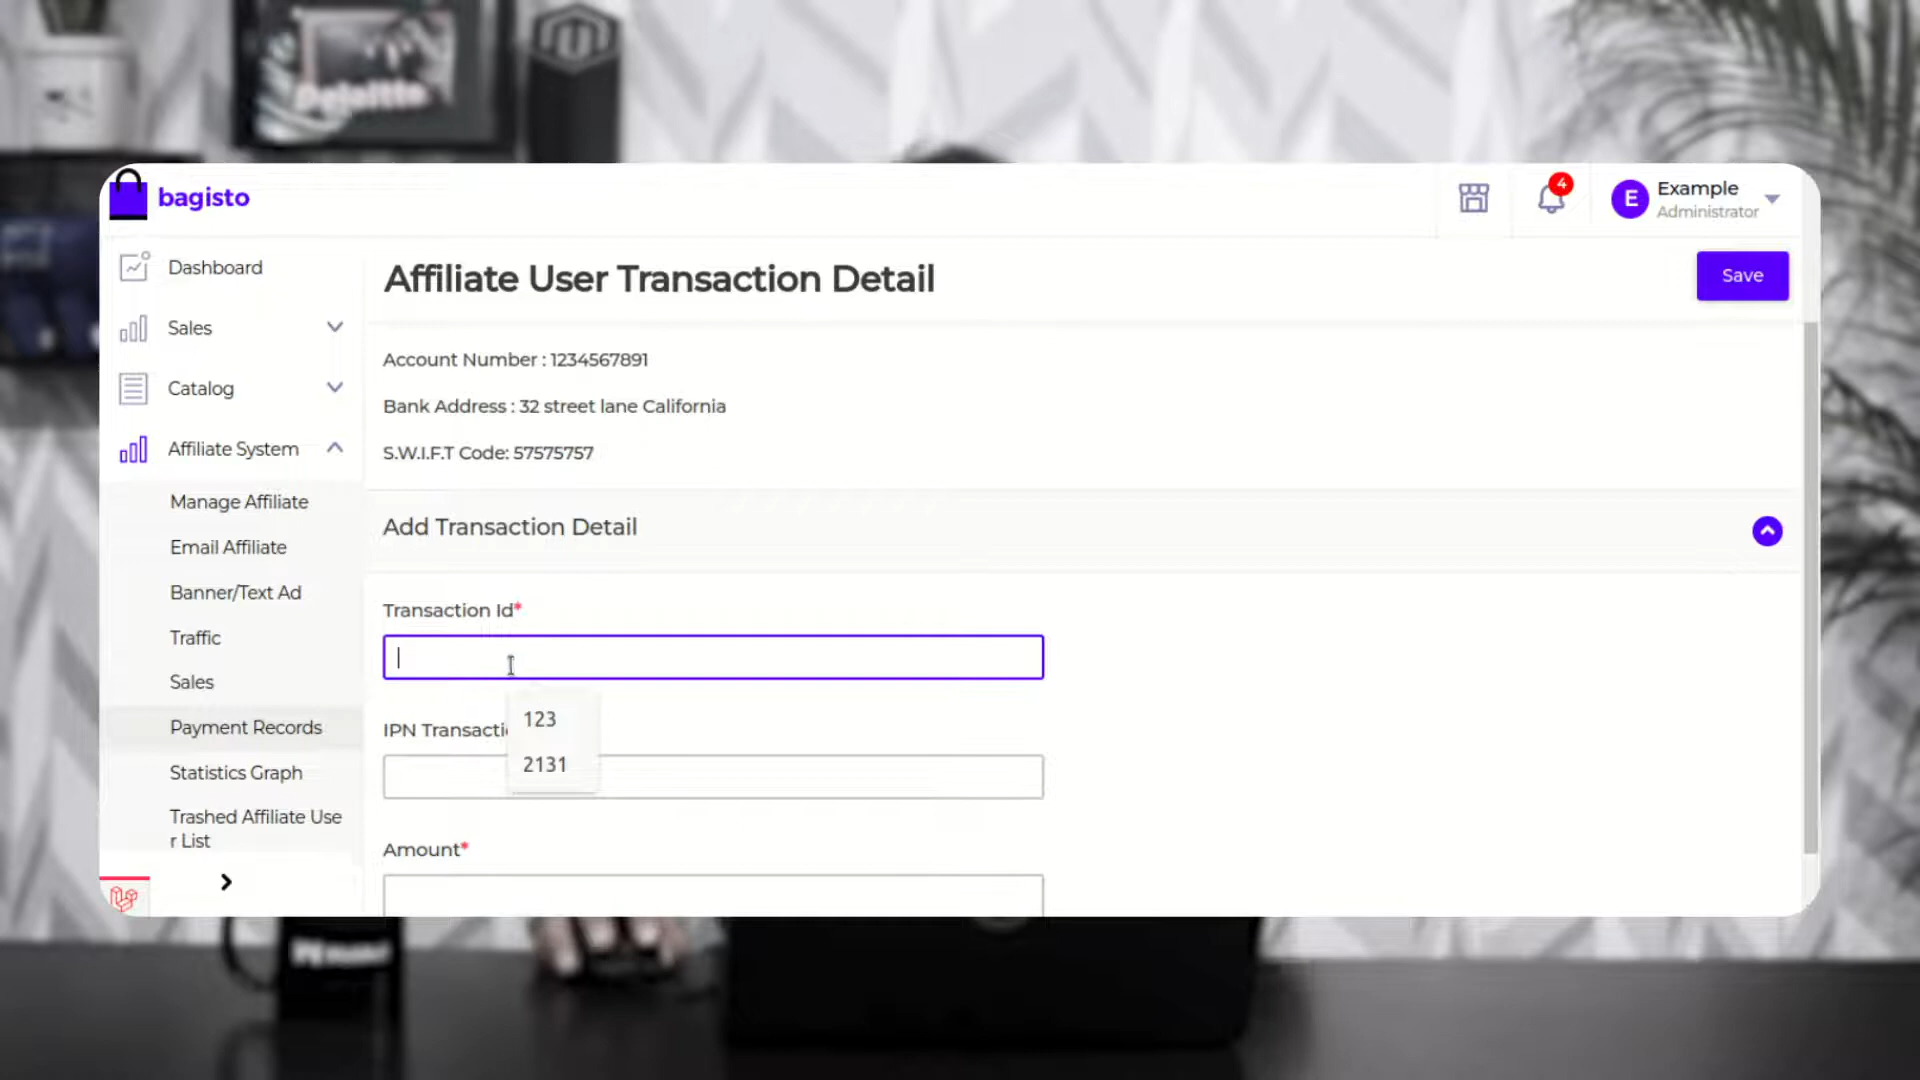 Deloitte
bagisto
4
E
Example
Administrator
Dashboard
Affiliate User Transaction Detail
Save
Sales
Catalog
Affiliate System
Manage Affiliate
Email Affiliate
Banner/Text Ad
Traffic
Sales
Payment Records
Statistics Graph
Trashed Affiliate Use
r List
Account Number : 1234567891
Bank Address : 32 street lane California
S.W.I.F.T Code: 57575757
Add Transaction Detail
Transaction Id*
123
2131
IPN Transacti
Amount*